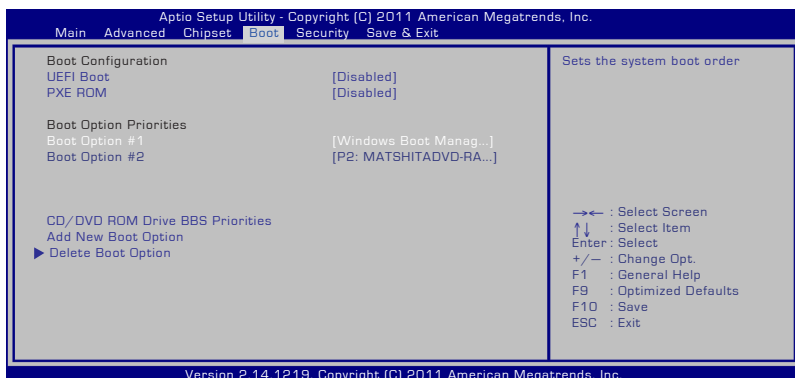 Aptio Setup Utility - Copyright (C) 2011 American Megatrends, Inc.
Main Advanced Chipset Boot Security Save & Exit
Boot Configuration
UEFI Boot [Disabled]
PXE ROM [Disabled]
Boot Option Priorities
Boot Option #1 [Windows Boot Manag...]
Boot Option #2 [P2: MATSHITADVD-RA...]
CD/DVD ROM Drive BBS Priorities
Add New Boot Option
▶ Delete Boot Option
Sets the system boot order
→← : Select Screen
↑↓ : Select Item
Enter : Select
+/− : Change Opt.
F1 : General Help
F9 : Optimized Defaults
F10 : Save
ESC : Exit
Version 2.14.1219. Copyright (C) 2011 American Megatrends, Inc.